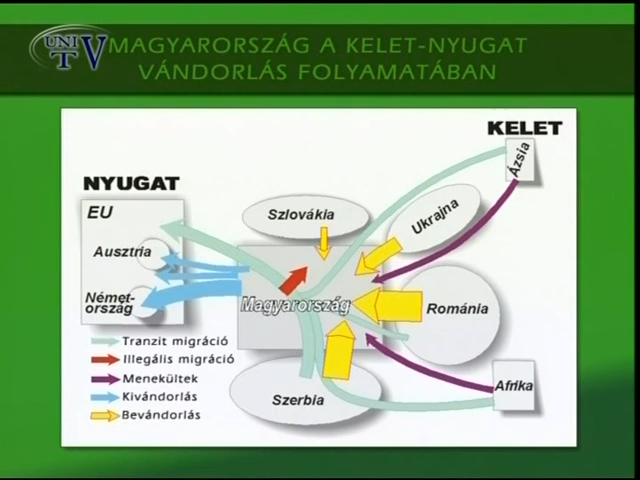 UNI
TV
MAGYARORSZÁG A KELET-NYUGAT
VÁNDORLÁS FOLYAMATÁBAN
KELET
Ázsia
NYUGAT
EU
Szlovákia
Ukrajna
Ausztria
Német-
ország
Magyarország
Románia
Tranzit migráció
Illegális migráció
Menekültek
Kivándorlás
Bevándorlás
Szerbia
Afrika